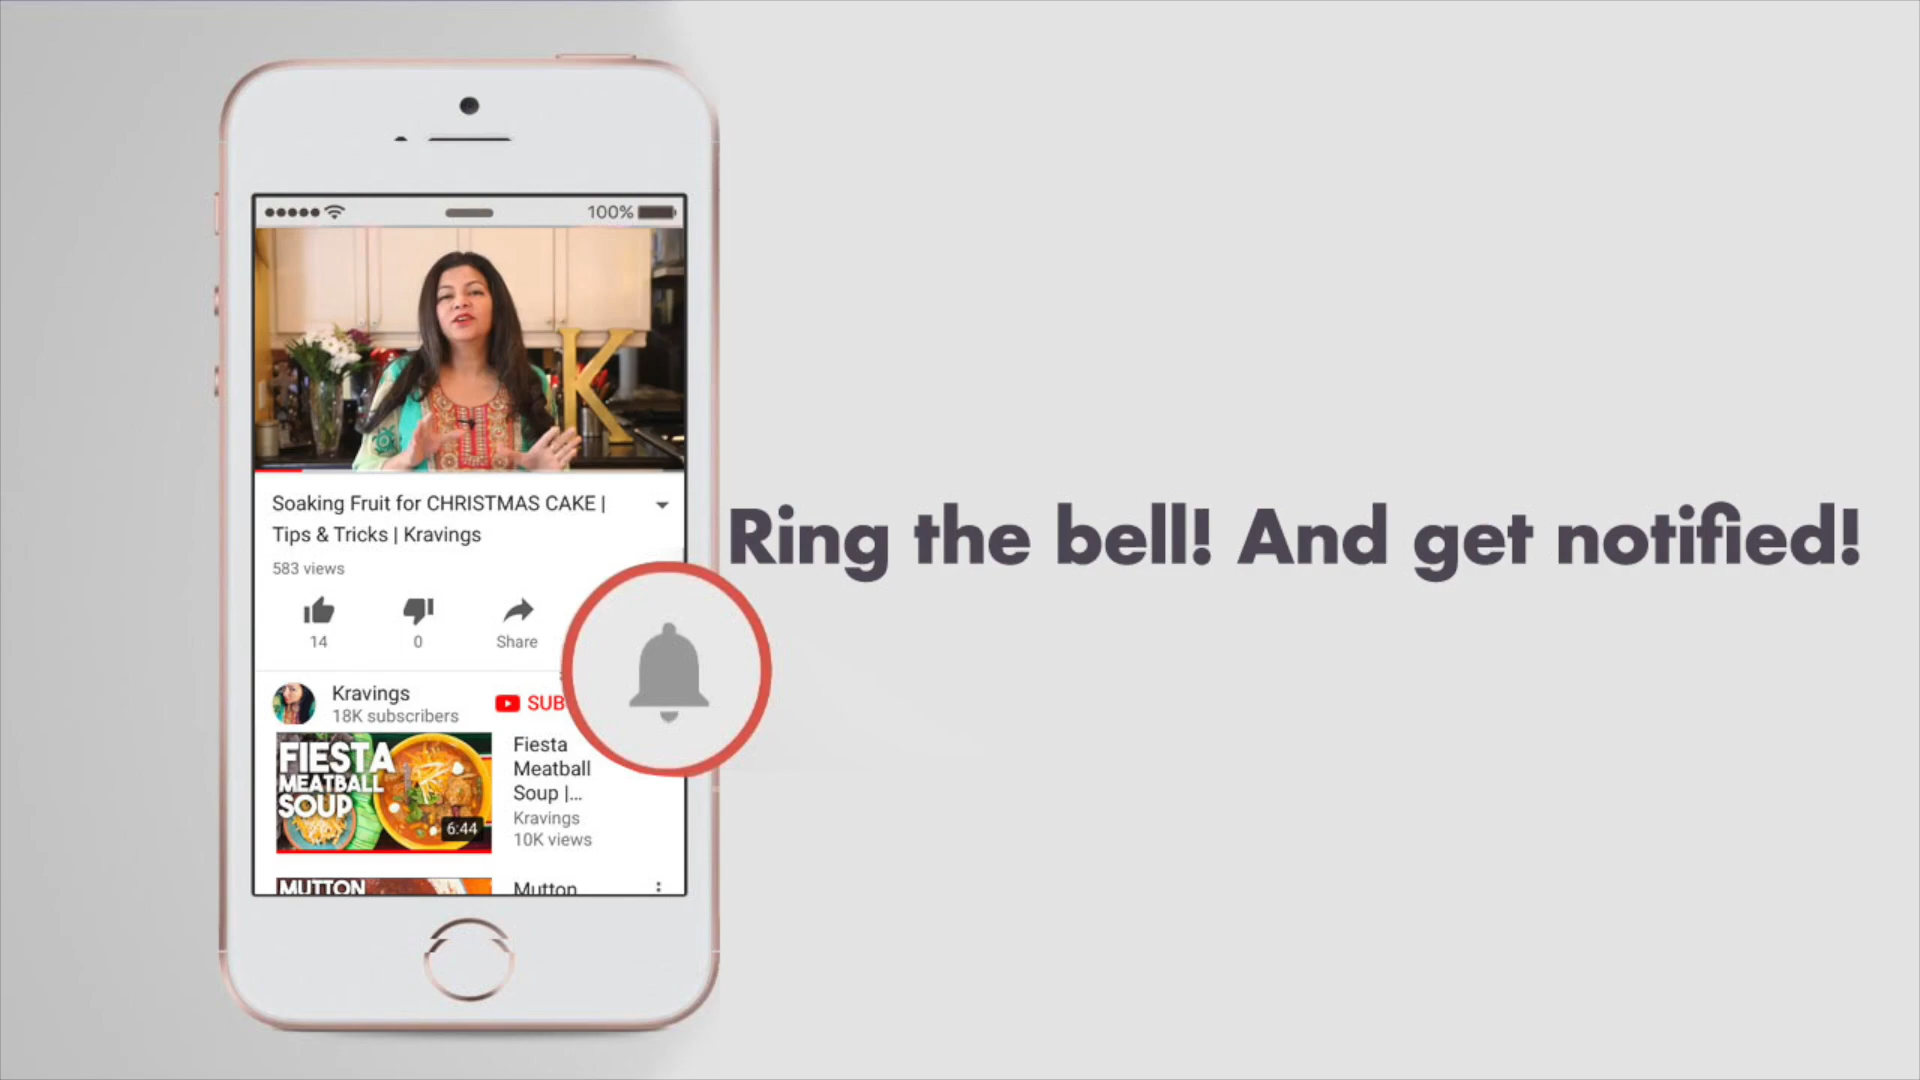 100%
K
Soaking Fruit for CHRISTMAS CAKE |
Tips & Tricks | Kravings
583 views
14
0
Share
Ring the bell! And get notified!
Kravings
18K subscribers
SUB
FIESTA
MEATBALL
SOUP
6:44
Fiesta
Meatball
Soup |...
Kravings
10K views
MUTTON
Mutton